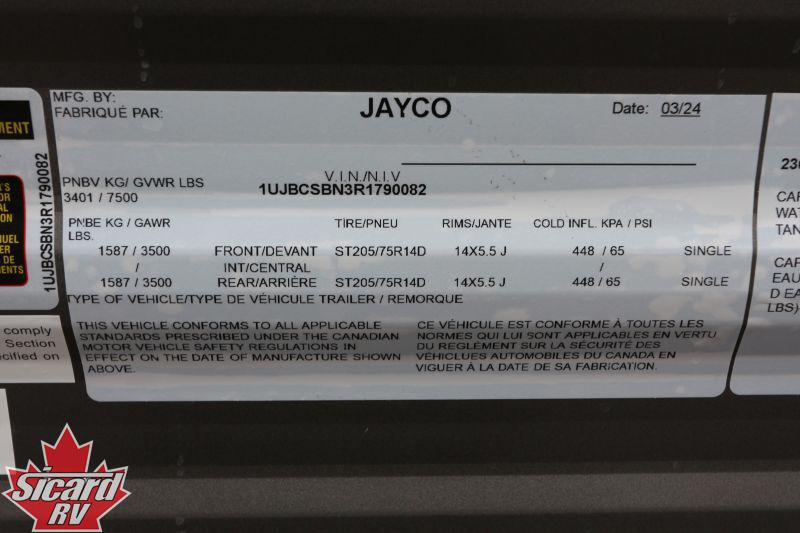 MFG. BY:
FABRIQUÉ PAR:
JAYCO
Date: 03/24
V.I.N./N.I.V
PNBV KG/ GVWR LBS
1UJBCSBN3R1790082
3401 / 7500
PNBE KG / GAWR
LBS.
TIRE/PNEU
RIMS/JANTE
COLD INFL. KPA / PSI
1587 / 3500 FRONT/DEVANT ST205/75R14D 14X5.5 J 448 / 65 SINGLE
/ INT/CENTRAL /
1587 / 3500 REAR/ARRIÈRE ST205/75R14D 14X5.5 J 448 / 65 SINGLE
TYPE OF VEHICLE/TYPE DE VÉHICULE TRAILER / REMORQUE
THIS VEHICLE CONFORMS TO ALL APPLICABLE
STANDARDS PRESCRIBED UNDER THE CANADIAN
MOTOR VEHICLE SAFETY REGULATIONS IN
EFFECT ON THE DATE OF MANUFACTURE SHOWN
ABOVE.
CE VÉHICULE EST CONFORME À TOUTES LES
NORMES QUI LUI SONT APPLICABLES EN VERTU
DU REGLÉMENT SUR LA SÉCURITÉ DES
VÉHICLUES AUTOMOBILES DU CANADA EN
VIGUER À LA DATE DE SA FABRICATION.
1UJBCSBN3R1790082
MENT
comply
Section
cified on
CAP
WAT
TAN
CAP
EAU
D EA
LBS)
Sicard
RV